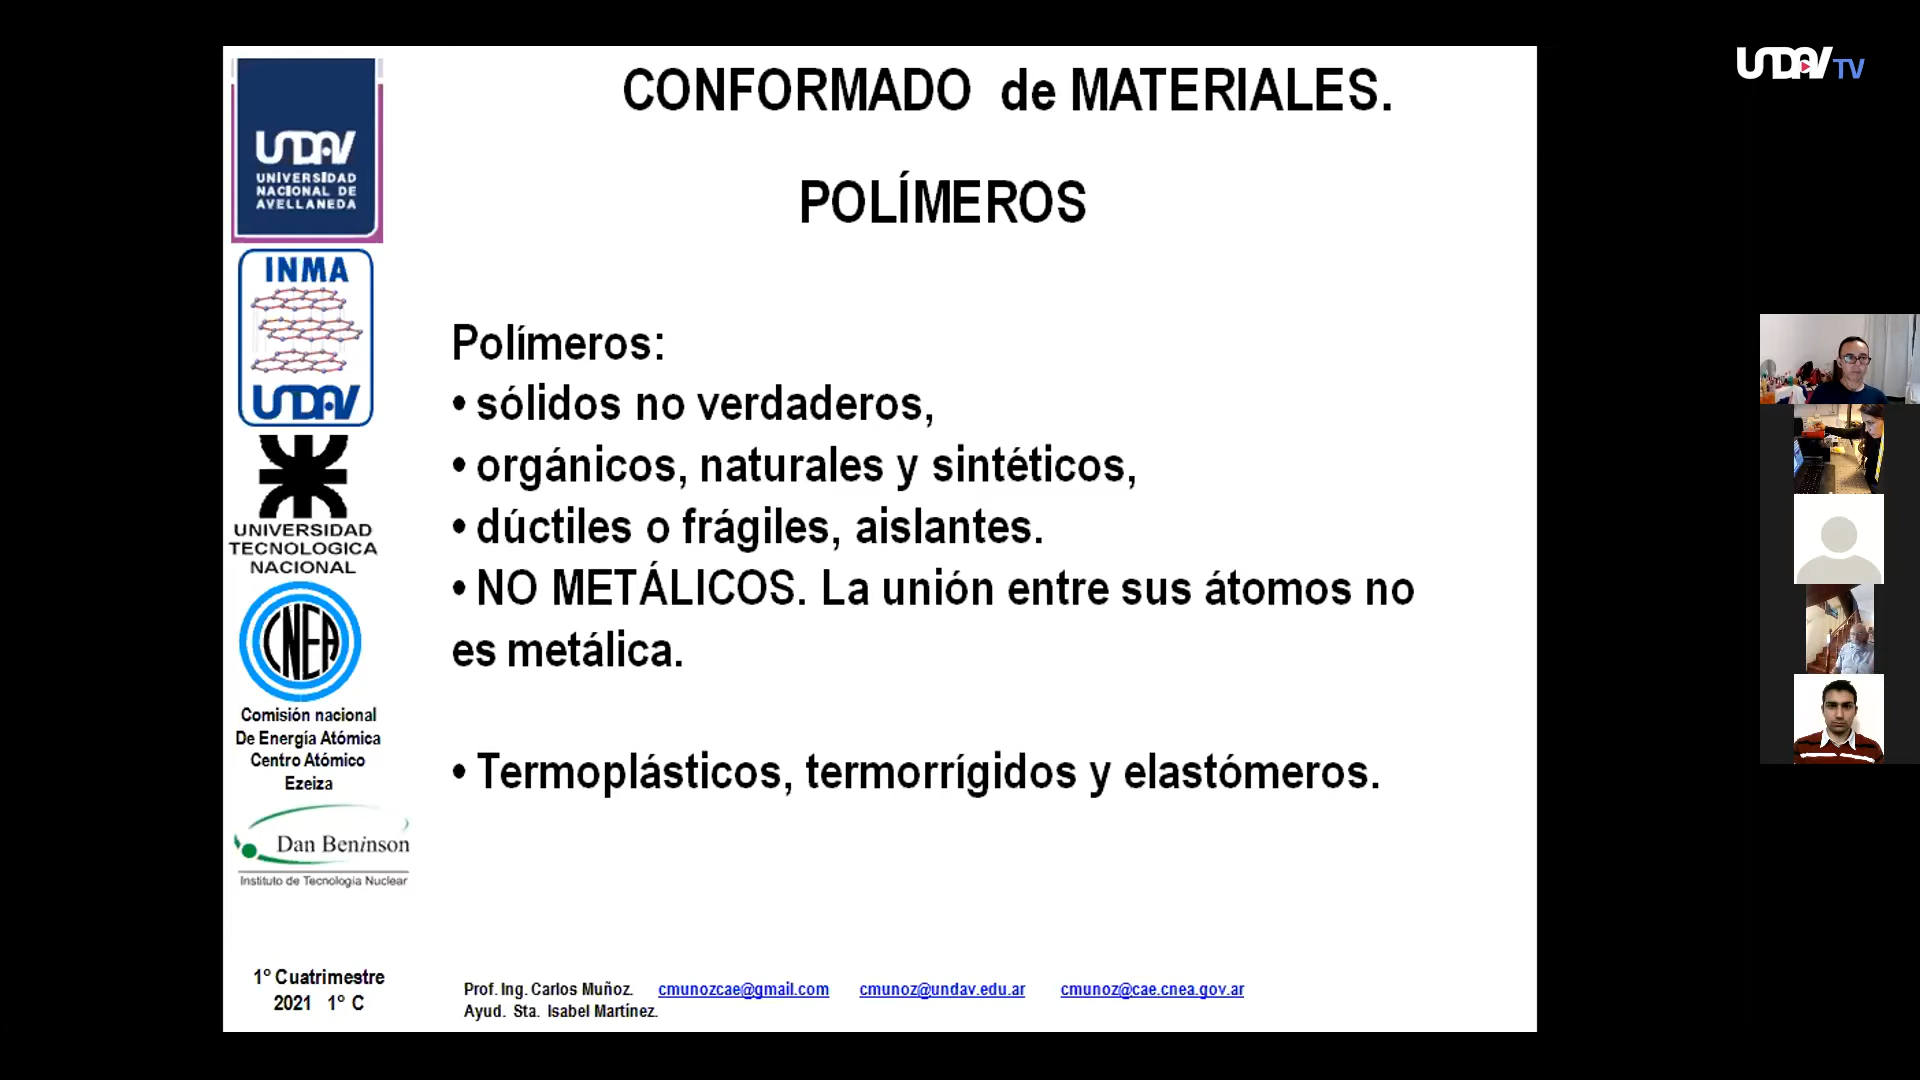 UNDAV TV
CONFORMADO de MATERIALES.
POLÍMEROS
UNDAV
UNIVERSIDAD
NACIONAL DE
AVELLANEDA
INMA
UNDAV
UNIVERSIDAD
TECNOLOGICA
NACIONAL
CNEA
Comisión nacional
De Energía Atómica
Centro Atómico
Ezeiza
Dan Beninson
Instituto de Tecnología Nuclear
1º Cuatrimestre
2021 1º C
Polímeros:
• sólidos no verdaderos,
• orgánicos, naturales y sintéticos,
• dúctiles o frágiles, aislantes.
• NO METÁLICOS. La unión entre sus átomos no
es metálica.
• Termoplásticos, termorrígidos y elastómeros.
Prof. Ing. Carlos Muñoz. cmunozcae@gmail.com cmunoz@undav.edu.ar cmunoz@cae.cnea.gov.ar
Ayud. Sta. Isabel Martínez.